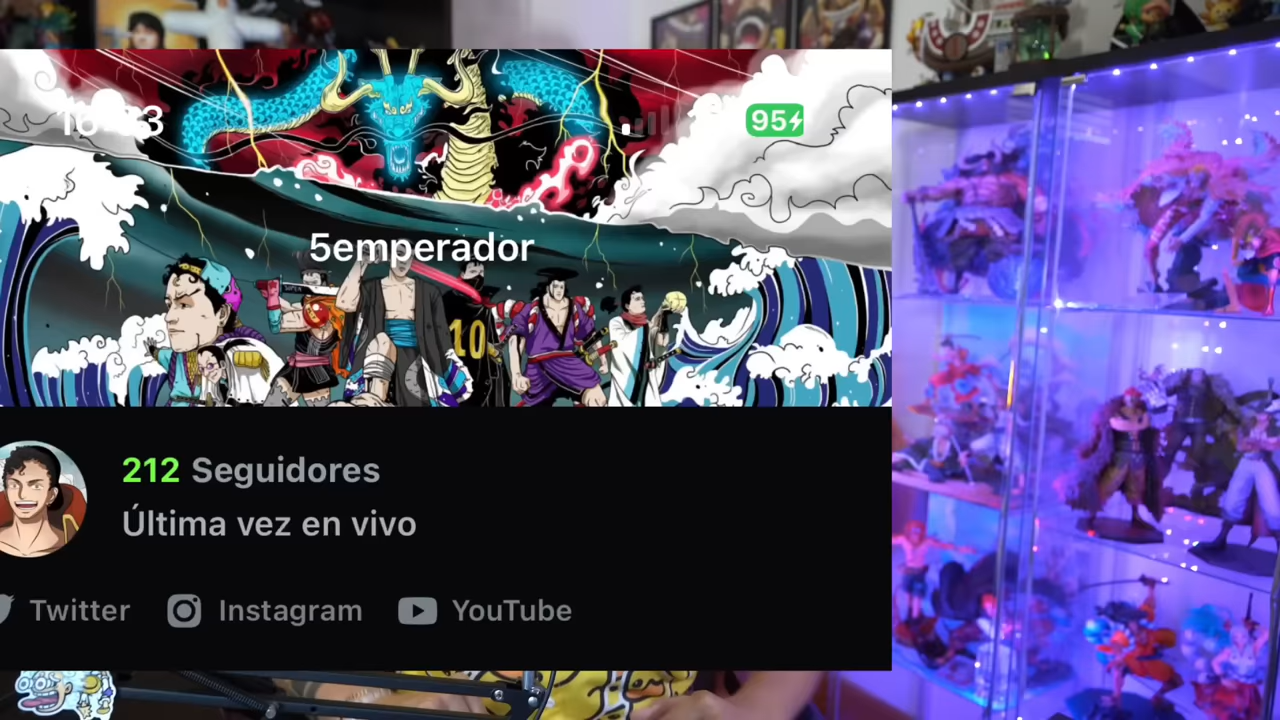 95
5emperador
10
212 Seguidores
Última vez en vivo
Twitter
Instagram
YouTube